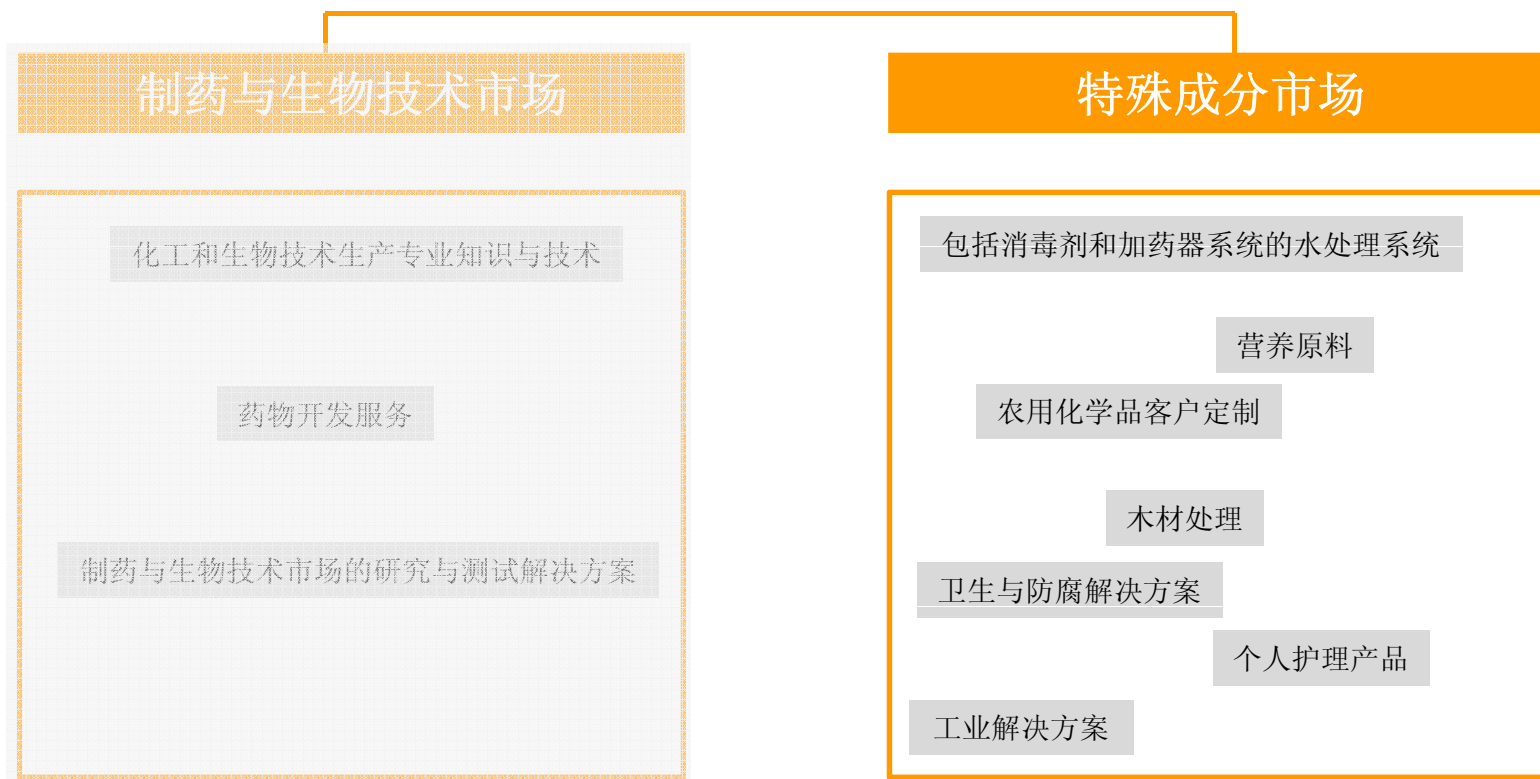 制药与生物技术市场
化工和生物技术生产专业知识与技术
药物开发服务
制药与生物技术市场的研究与测试解决方案
特殊成分市场
包括消毒剂和加药器系统的水处理系统
营养原料
农用化学品客户定制
木材处理
卫生与防腐解决方案
个人护理产品
工业解决方案